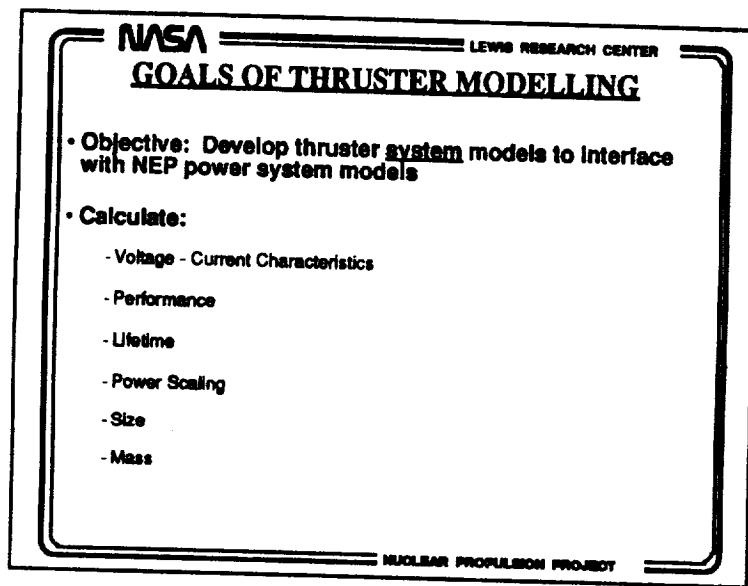 NASA
LEWIS RESEARCH CENTER
GOALS OF THRUSTER MODELLING
• Objective: Develop thruster system models to interface
with NEP power system models
• Calculate:
- Voltage - Current Characteristics
- Performance
- Lifetime
- Power Scaling
- Size
- Mass
NUCLEAR PROPULSION PROJECT